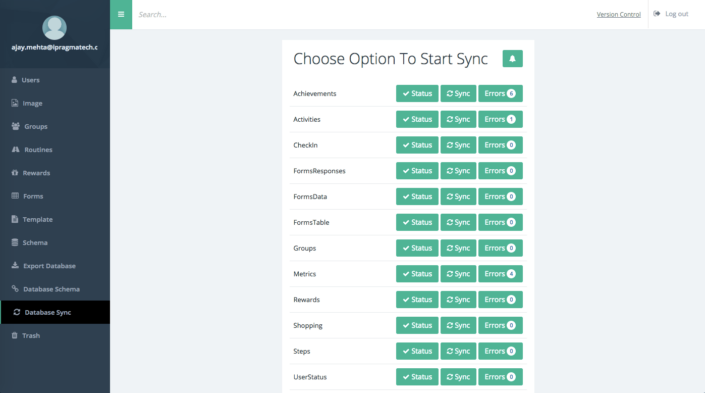 ajay.mehta@ipragmatech.c
Users
Image
Groups
Routines
Rewards
Forms
Template
Schema
Export Database
Database Schema
Database Sync
Trash
Search...
Version Control
Log out
Choose Option To Start Sync
Achievements Status Sync Errors 6
Activities Status Sync Errors 1
CheckIn Status Sync Errors 0
FormsResponses Status Sync Errors 0
FormsData Status Sync Errors 0
FormsTable Status Sync Errors 0
Groups Status Sync Errors 0
Metrics Status Sync Errors 4
Rewards Status Sync Errors 0
Shopping Status Sync Errors 0
Steps Status Sync Errors 0
UserStatus Status Sync Errors 0